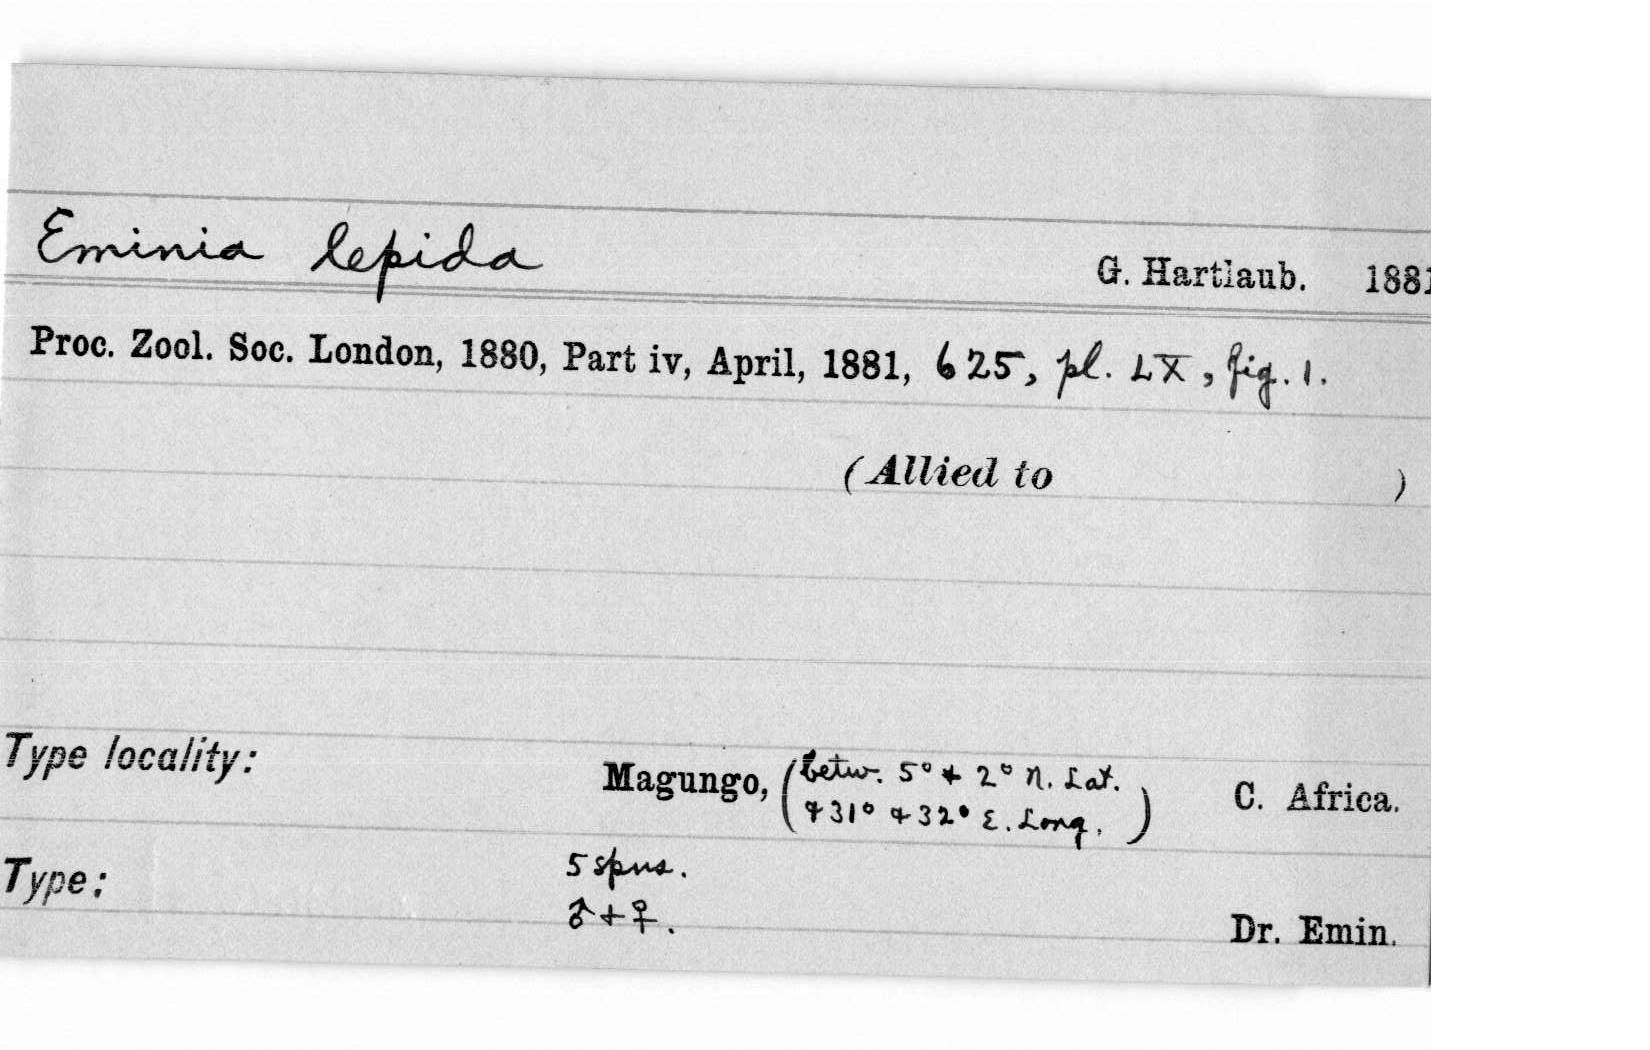 Eminia lepida G. Hartlaub. 1881
Proc. Zool. Soc. London, 1880, Part iv, April, 1881, 625, pl. LX, fig. 1.
(Allied to )
Type locality: Magungo, (betw. 5° & 2° N. Lat. C. Africa.
& 31° & 32° E. Long.)
Type: 5 spns.
♂ + ♀. Dr. Emin.